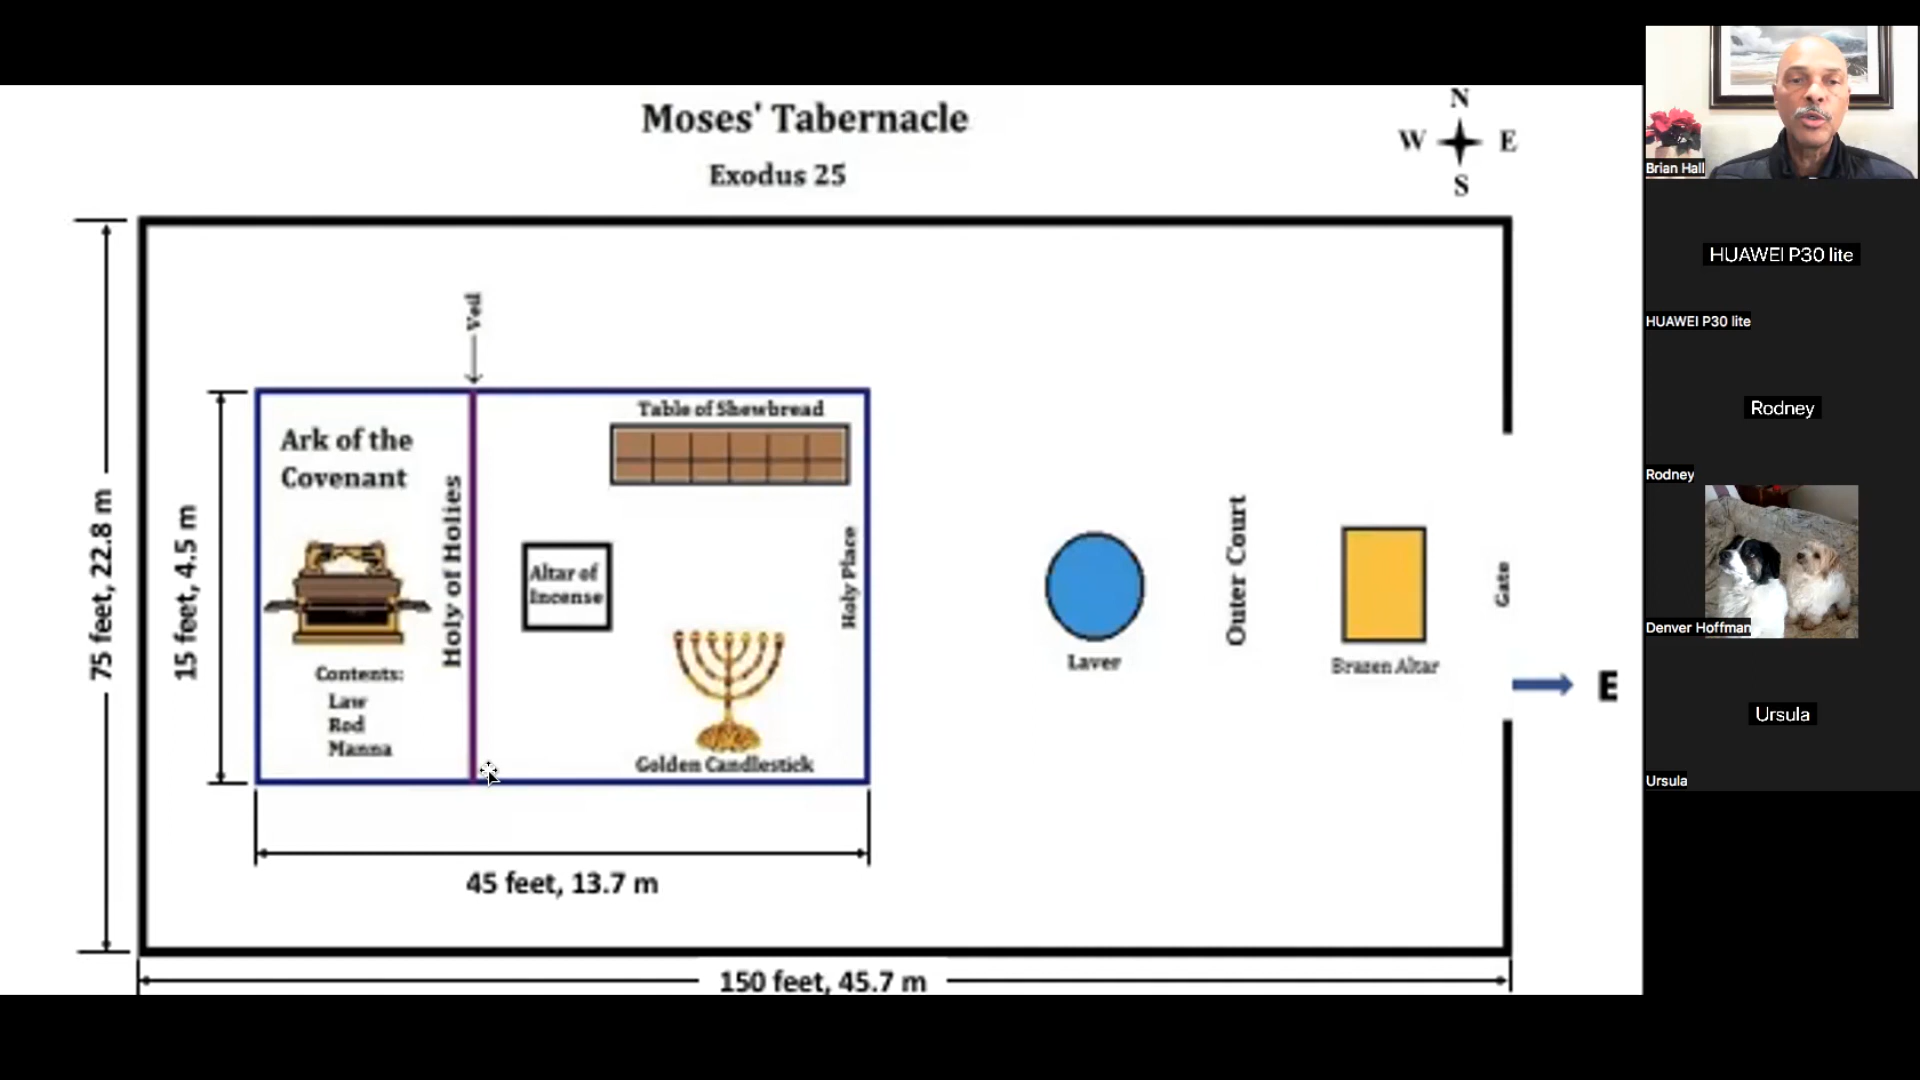 Moses' Tabernacle
Exodus 25
N
W E
S
Veil
Table of Shewbread
Ark of the
Covenant
Holy of Holies
Altar of
Incense
Holy Place
Contents:
Law
Rod
Manna
Golden Candlestick
Laver
Outer Court
Brazen Altar
Gate
E
75 feet, 22.8 m
15 feet, 4.5 m
45 feet, 13.7 m
150 feet, 45.7 m
Brian Hall
HUAWEI P30 lite
HUAWEI P30 lite
Rodney
Rodney
Denver Hoffman
Ursula
Ursula